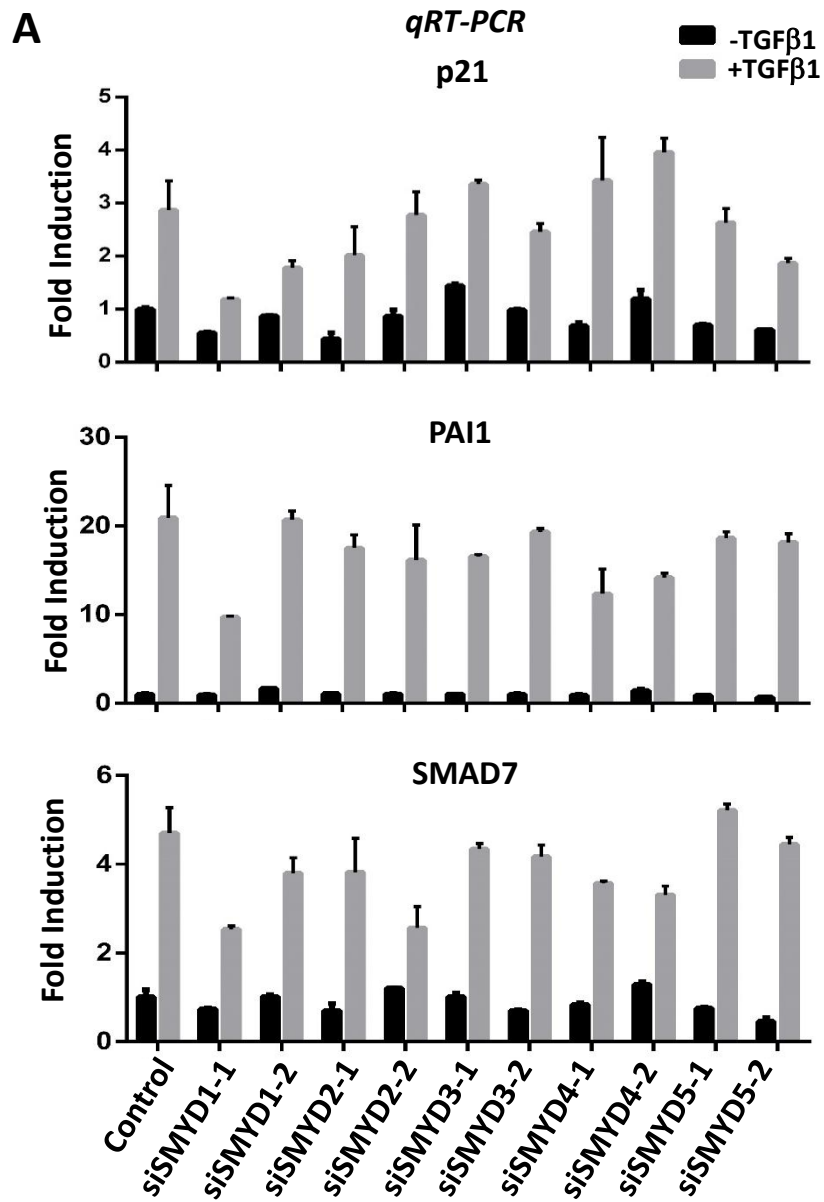 A
qRT-PCR
-TGFβ1
+TGFβ1
p21
Fold Induction
5
4
3
2
1
0
PAI1
Fold Induction
30
20
10
0
SMAD7
Fold Induction
6
4
2
0
Control
siSMYD1-1
siSMYD1-2
siSMYD2-1
siSMYD2-2
siSMYD3-1
siSMYD3-2
siSMYD4-1
siSMYD4-2
siSMYD5-1
siSMYD5-2